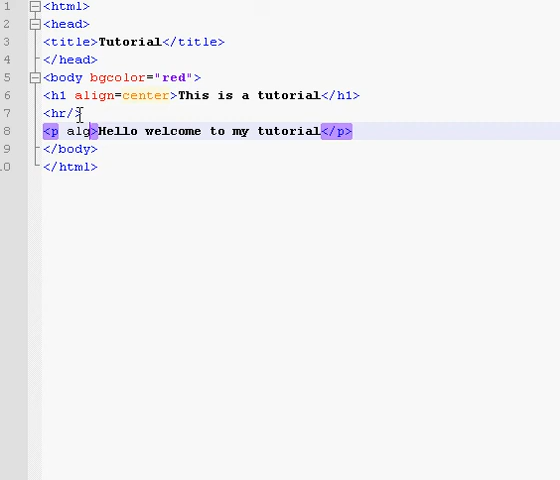 1 <html>
2 <head>
3 <title>Tutorial</title>
4 </head>
5 <body bgcolor="red">
6 <h1 align=center>This is a tutorial</h1>
7 <hr/>
8 <p alg>Hello welcome to my tutorial</p>
9 </body>
10 </html>